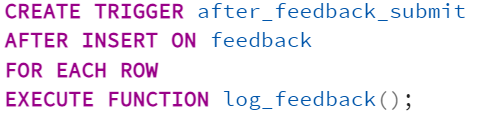 CREATE TRIGGER after_feedback_submit
AFTER INSERT ON feedback
FOR EACH ROW
EXECUTE FUNCTION log_feedback();